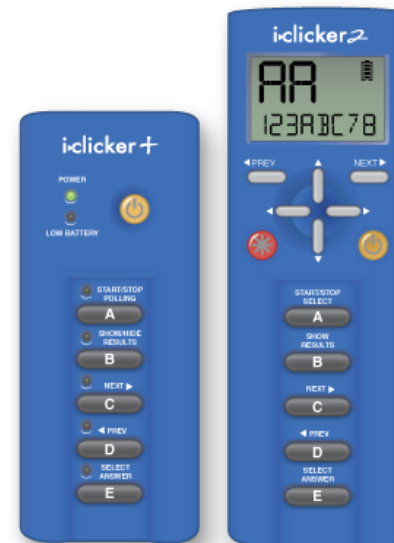 i>clicker+
POWER
LOW BATTERY
START/STOP
POLLING
A
SHOW/HIDE
RESULTS
B
NEXT ▶
C
◀ PREV
D
SELECT
ANSWER
E
i>clicker2
AA
123ABC78
◀PREV
NEXT▶
START/STOP
SELECT
A
SHOW
RESULTS
B
NEXT ▶
C
◀ PREV
D
SELECT
ANSWER
E